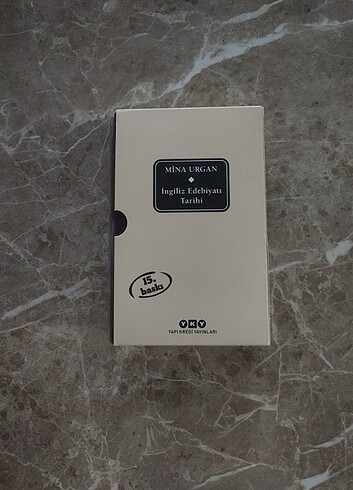 MİNA URGAN
İngiliz Edebiyatı
Tarihi
15.
baskı
YKY
YAPI KREDİ YAYINLARI